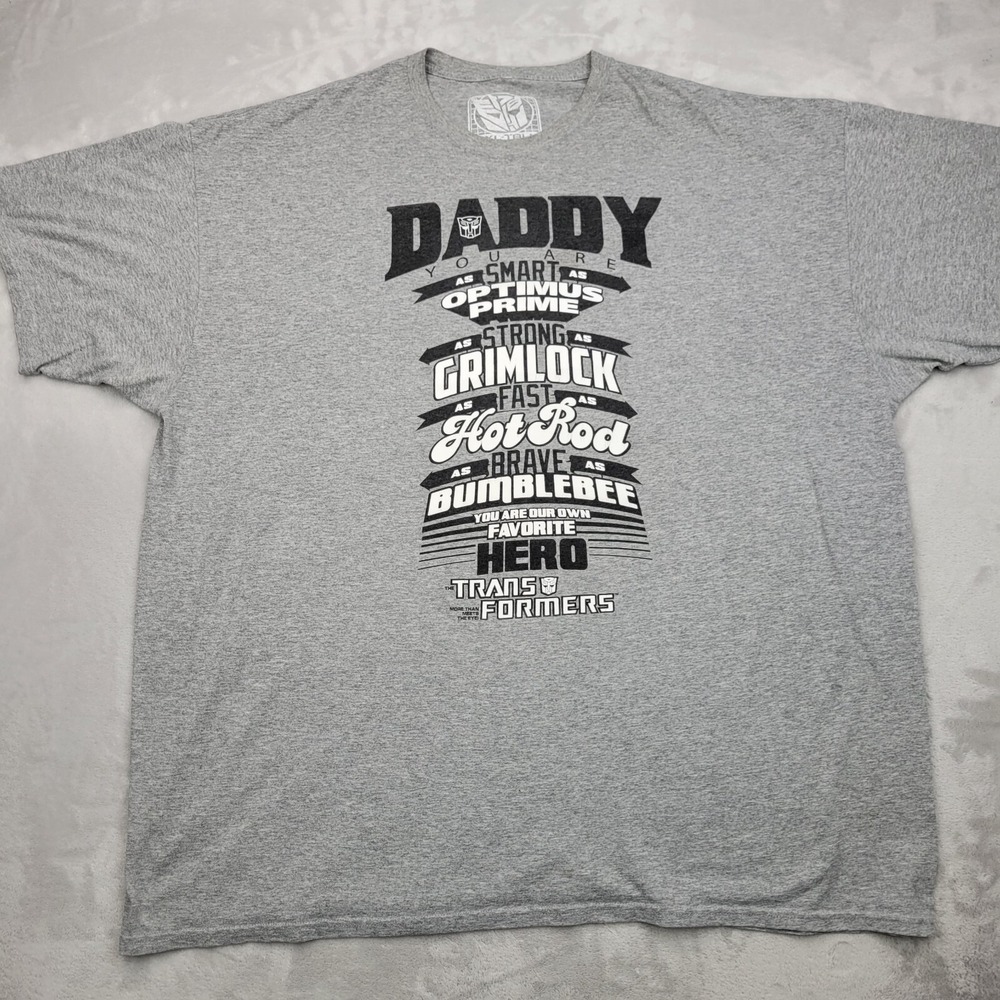 DADDY
YOU ARE
AS SMART AS
OPTIMUS
PRIME
AS STRONG AS
GRIMLOCK
AS FAST AS
Hot Rod
AS BRAVE AS
BUMBLEBEE
YOU ARE OUR OWN
FAVORITE
HERO
THE TRANS
FORMERS
MORE THAN
MEETS
THE EYE!